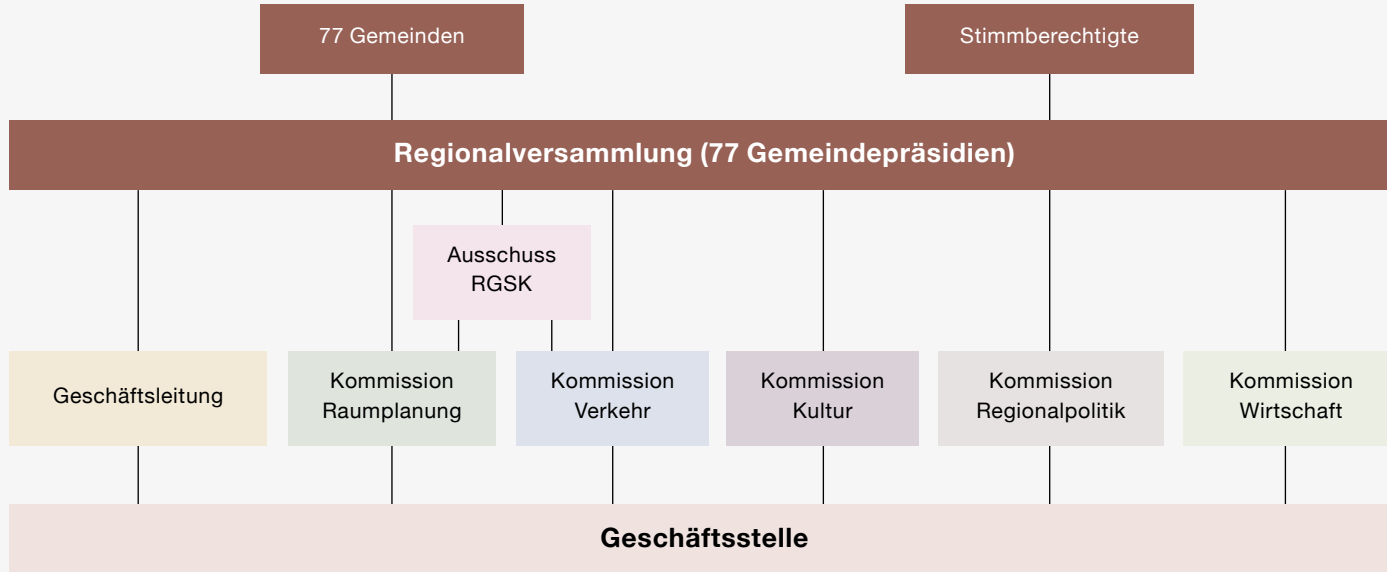 77 Gemeinden
Stimmberechtigte
Regionalversammlung (77 Gemeindepräsidien)
Ausschuss
RGSK
Geschäftsleitung
Kommission
Raumplanung
Kommission
Verkehr
Kommission
Kultur
Kommission
Regionalpolitik
Kommission
Wirtschaft
Geschäftsstelle